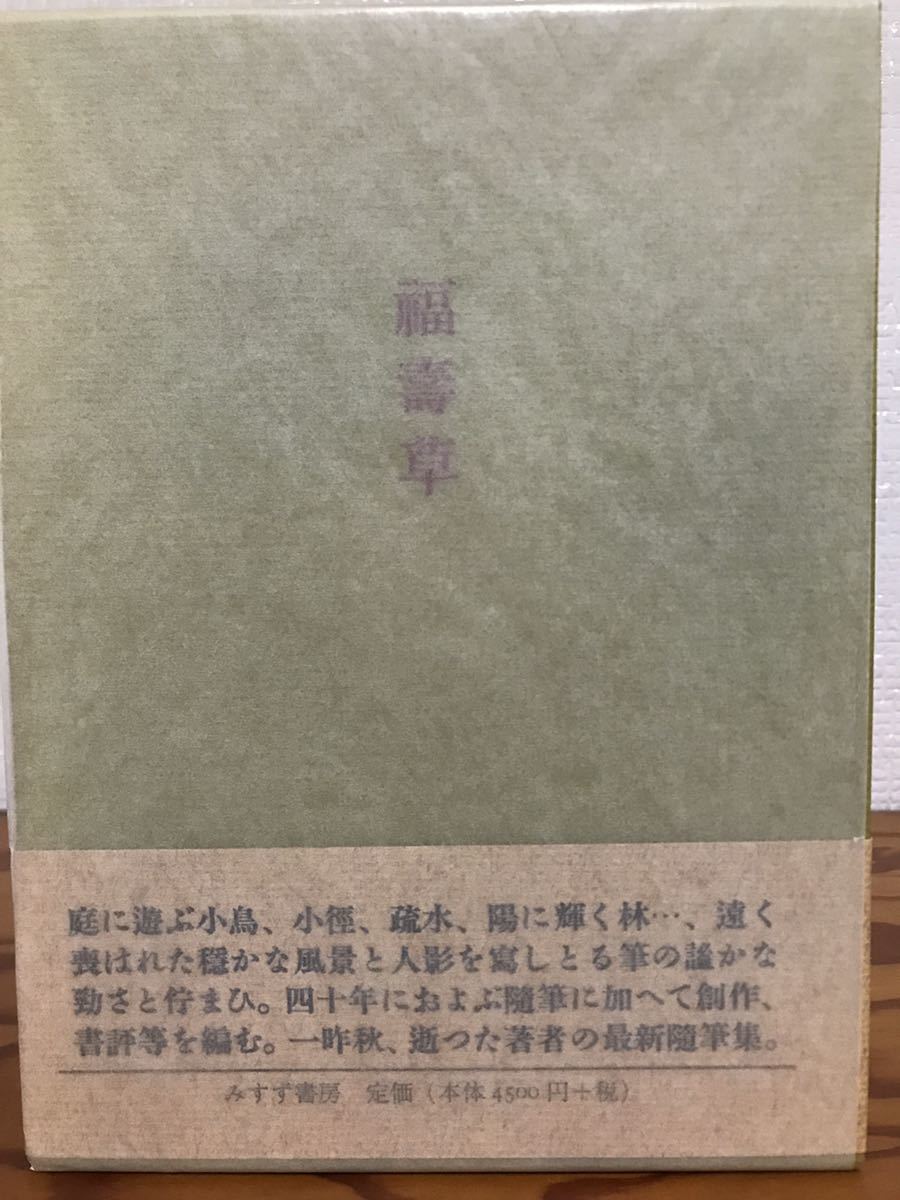 福壽草
庭に遊ぶ小鳥、小徑、疏水、陽に輝く林…、遠く
喪はれた穩かな風景と人影を寫しとる筆の謐かな
勁さと佇まひ。四十年におよぶ隨筆に加へて創作、
書評等を編む。一昨秋、逝つた著者の最新隨筆集。
みすず書房 定価（本体4500円＋税）